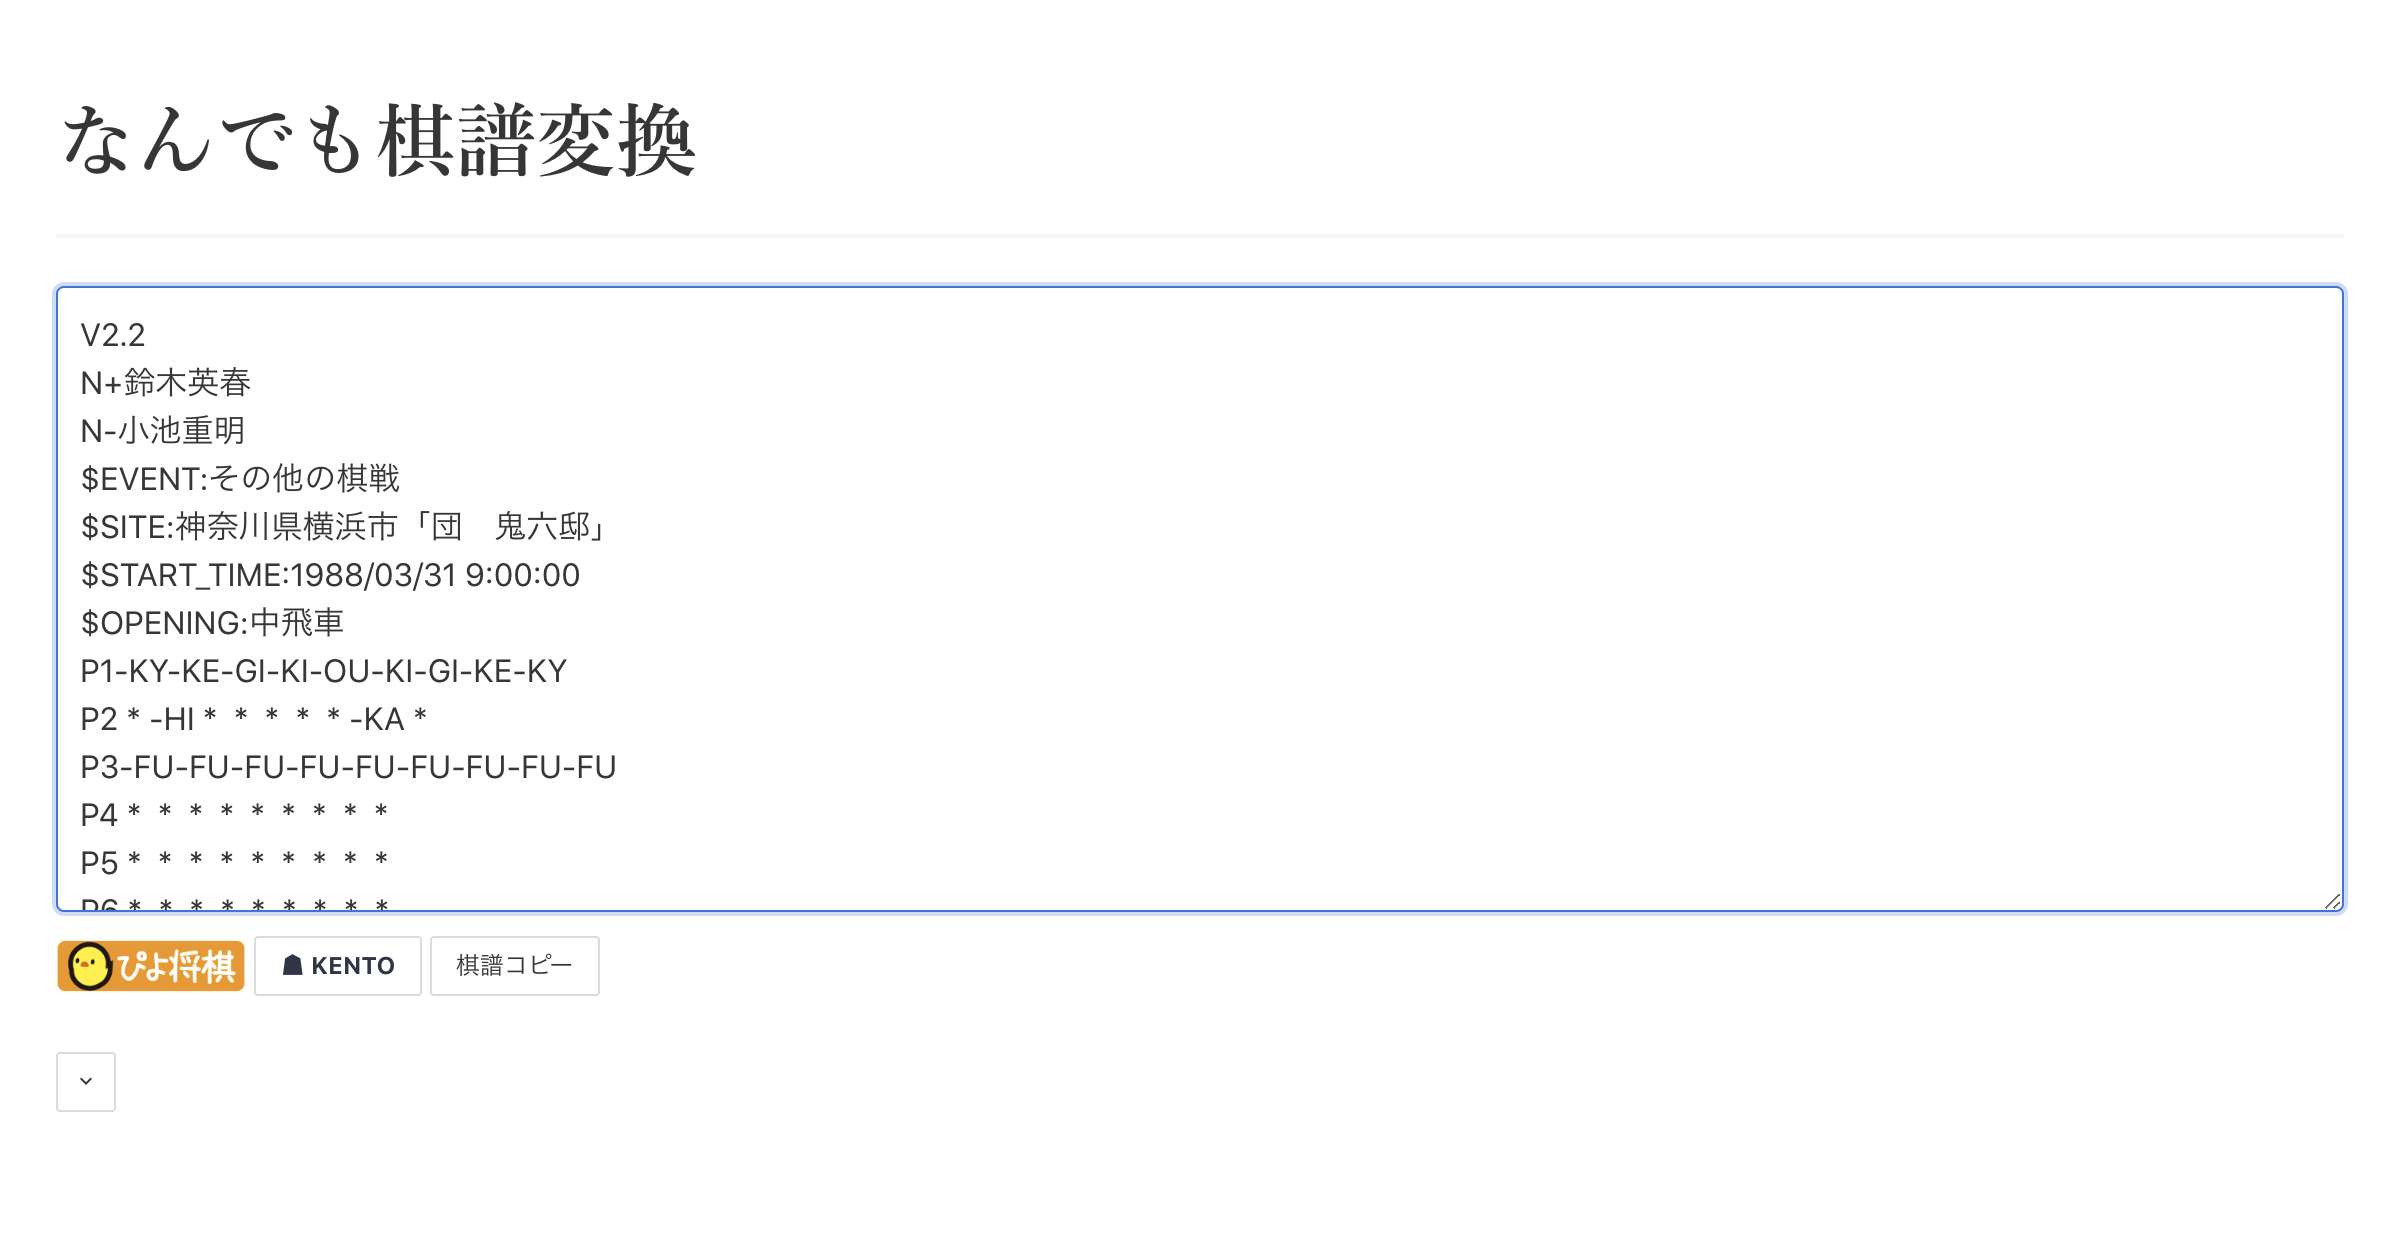 なんでも棋譜変換
V2.2
N+鈴木英春
N-小池重明
$EVENT:その他の棋戦
$SITE:神奈川県横浜市「団　鬼六邸」
$START_TIME:1988/03/31 9:00:00
$OPENING:中飛車
P1-KY-KE-GI-KI-OU-KI-GI-KE-KY
P2 * -HI *  *  *  *  * -KA *
P3-FU-FU-FU-FU-FU-FU-FU-FU-FU
P4 *  *  *  *  *  *  *  *  *
P5 *  *  *  *  *  *  *  *  *
P6 *  *  *  *  *  *  *  *  *
ぴよ将棋 KENTO 棋譜コピー